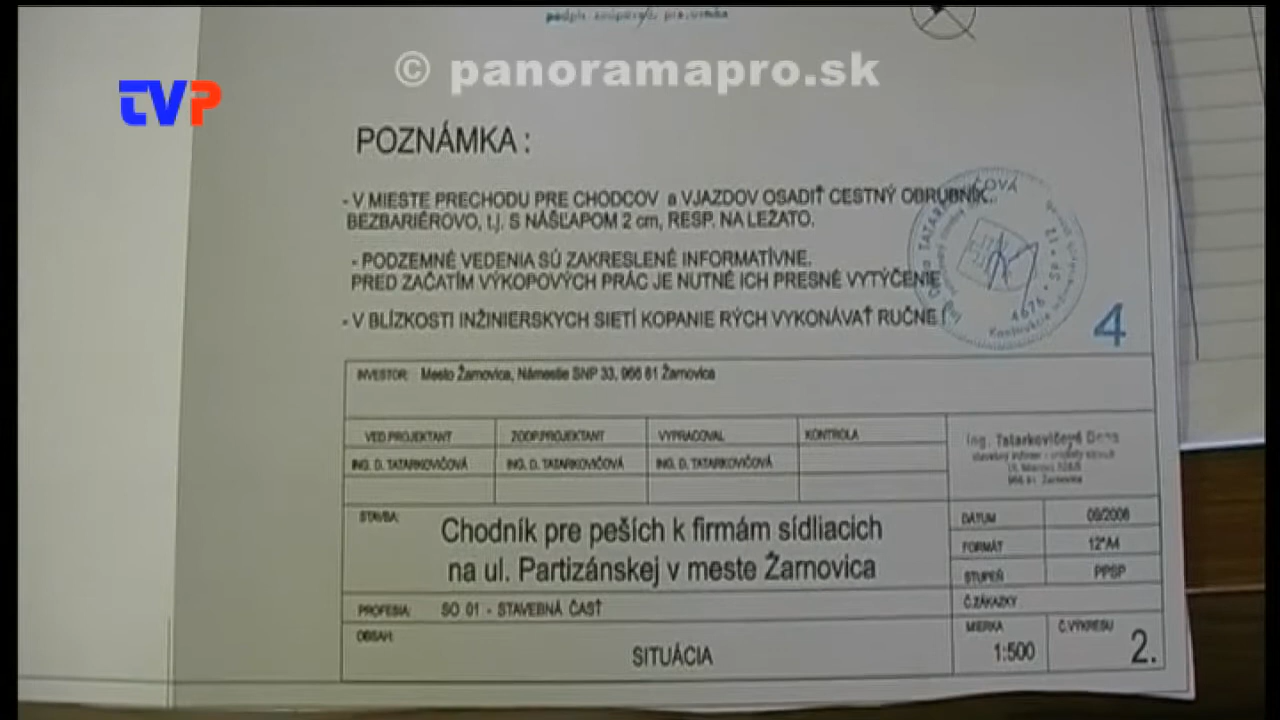 © panoramapro.sk
TVP
POZNÁMKA :
- V MIESTE PRECHODU PRE CHODCOV a VJAZDOV OSADIŤ CESTNÝ OBRUBNÍK..
BEZBARIÉROVO, t.j. S NÁŠĽAPOM 2 cm, RESP. NA LEŽATO.
- PODZEMNÉ VEDENIA SÚ ZAKRESLENÉ INFORMATÍVNE.
PRED ZAČATÍM VÝKOPOVÝCH PRÁC JE NUTNÉ ICH PRESNÉ VYTÝČENIE
- V BLÍZKOSTI INŽINIERSKYCH SIETÍ KOPANIE RÝCH VYKONÁVAŤ RUČNE !
4676
4
INVESTOR: Mesto Žarnovica, Námestie SNP 33, 966 81 Žarnovica
VED.PROJEKTANT ZODP.PROJEKTANT VYPRACOVAL KONTROLA
ING. D. TATARKOVIČOVÁ ING. D. TATARKOVIČOVÁ ING. D. TATARKOVIČOVÁ
Ing. Tatarkovičová
966 81 Žarnovica
STAVBA:
Chodník pre peších k firmám sídliacich
na ul. Partizánskej v meste Žarnovica
DÁTUM 09/2008
FORMÁT 12*A4
STUPEŇ PPSP
Č.ZÁKAZKY
PROFESIA: SO 01 - STAVEBNÁ ČASŤ
OBSAH:
SITUÁCIA
MIERKA
1:500
Č.VÝKRESU
2.